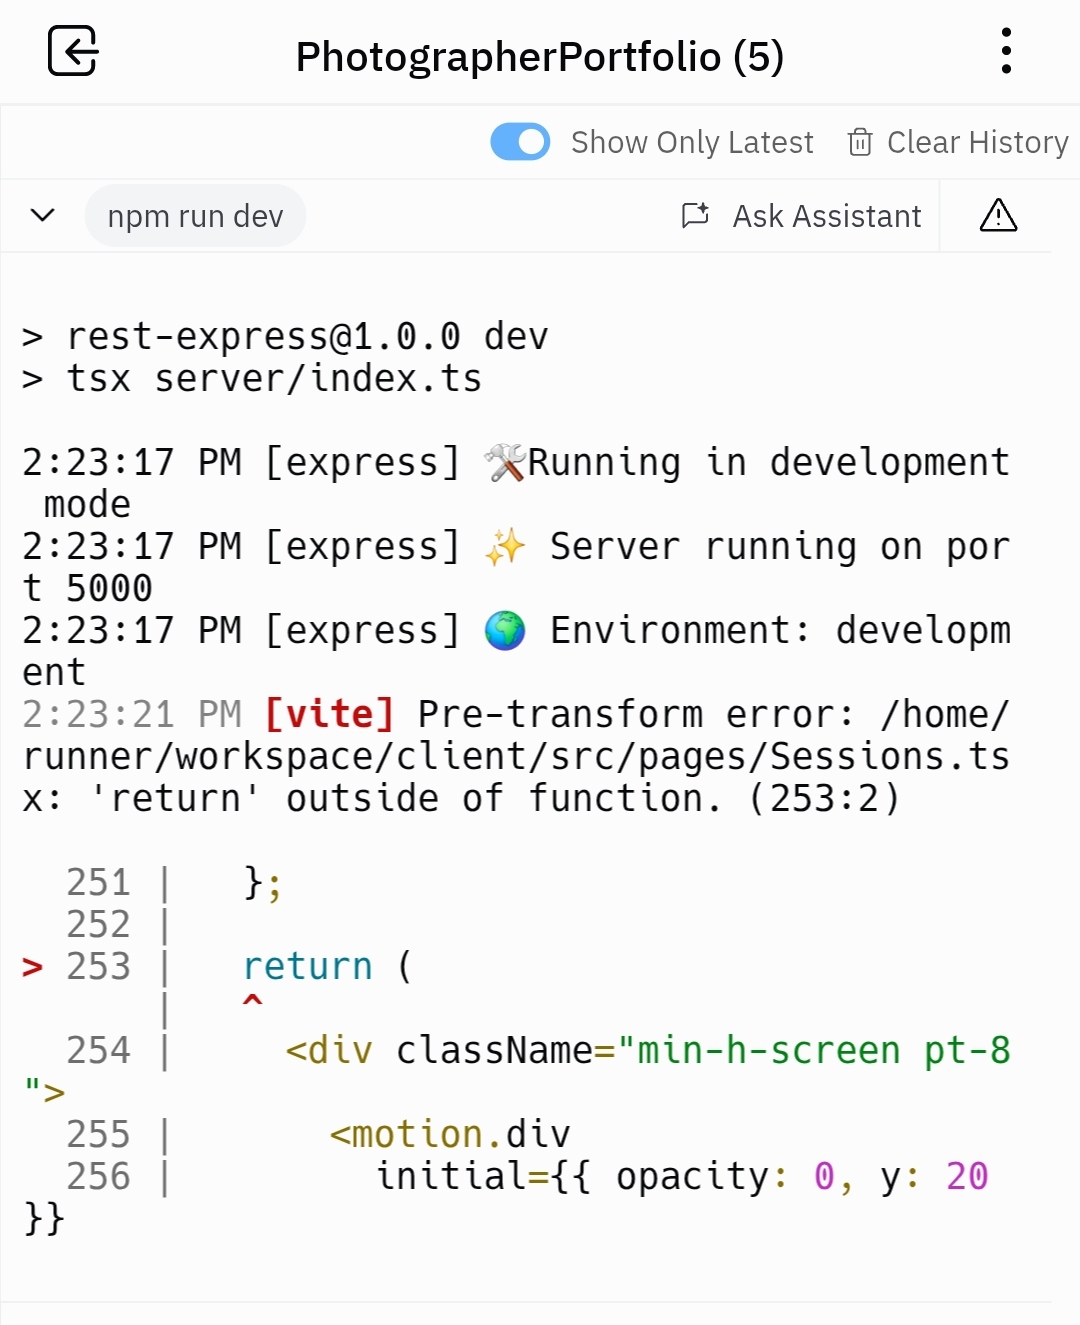 PhotographerPortfolio (5)
Show Only Latest Clear History
npm run dev Ask Assistant
> rest-express@1.0.0 dev
> tsx server/index.ts
2:23:17 PM [express] 🛠️Running in development
 mode
2:23:17 PM [express] ✨ Server running on por
t 5000
2:23:17 PM [express] 🌍 Environment: developm
ent
2:23:21 PM [vite] Pre-transform error: /home/
runner/workspace/client/src/pages/Sessions.ts
x: 'return' outside of function. (253:2)
  251 |   };
  252 |
> 253 |   return (
      |   ^
  254 |     <div className="min-h-screen pt-8
">
  255 |       <motion.div
  256 |         initial={{ opacity: 0, y: 20
}}